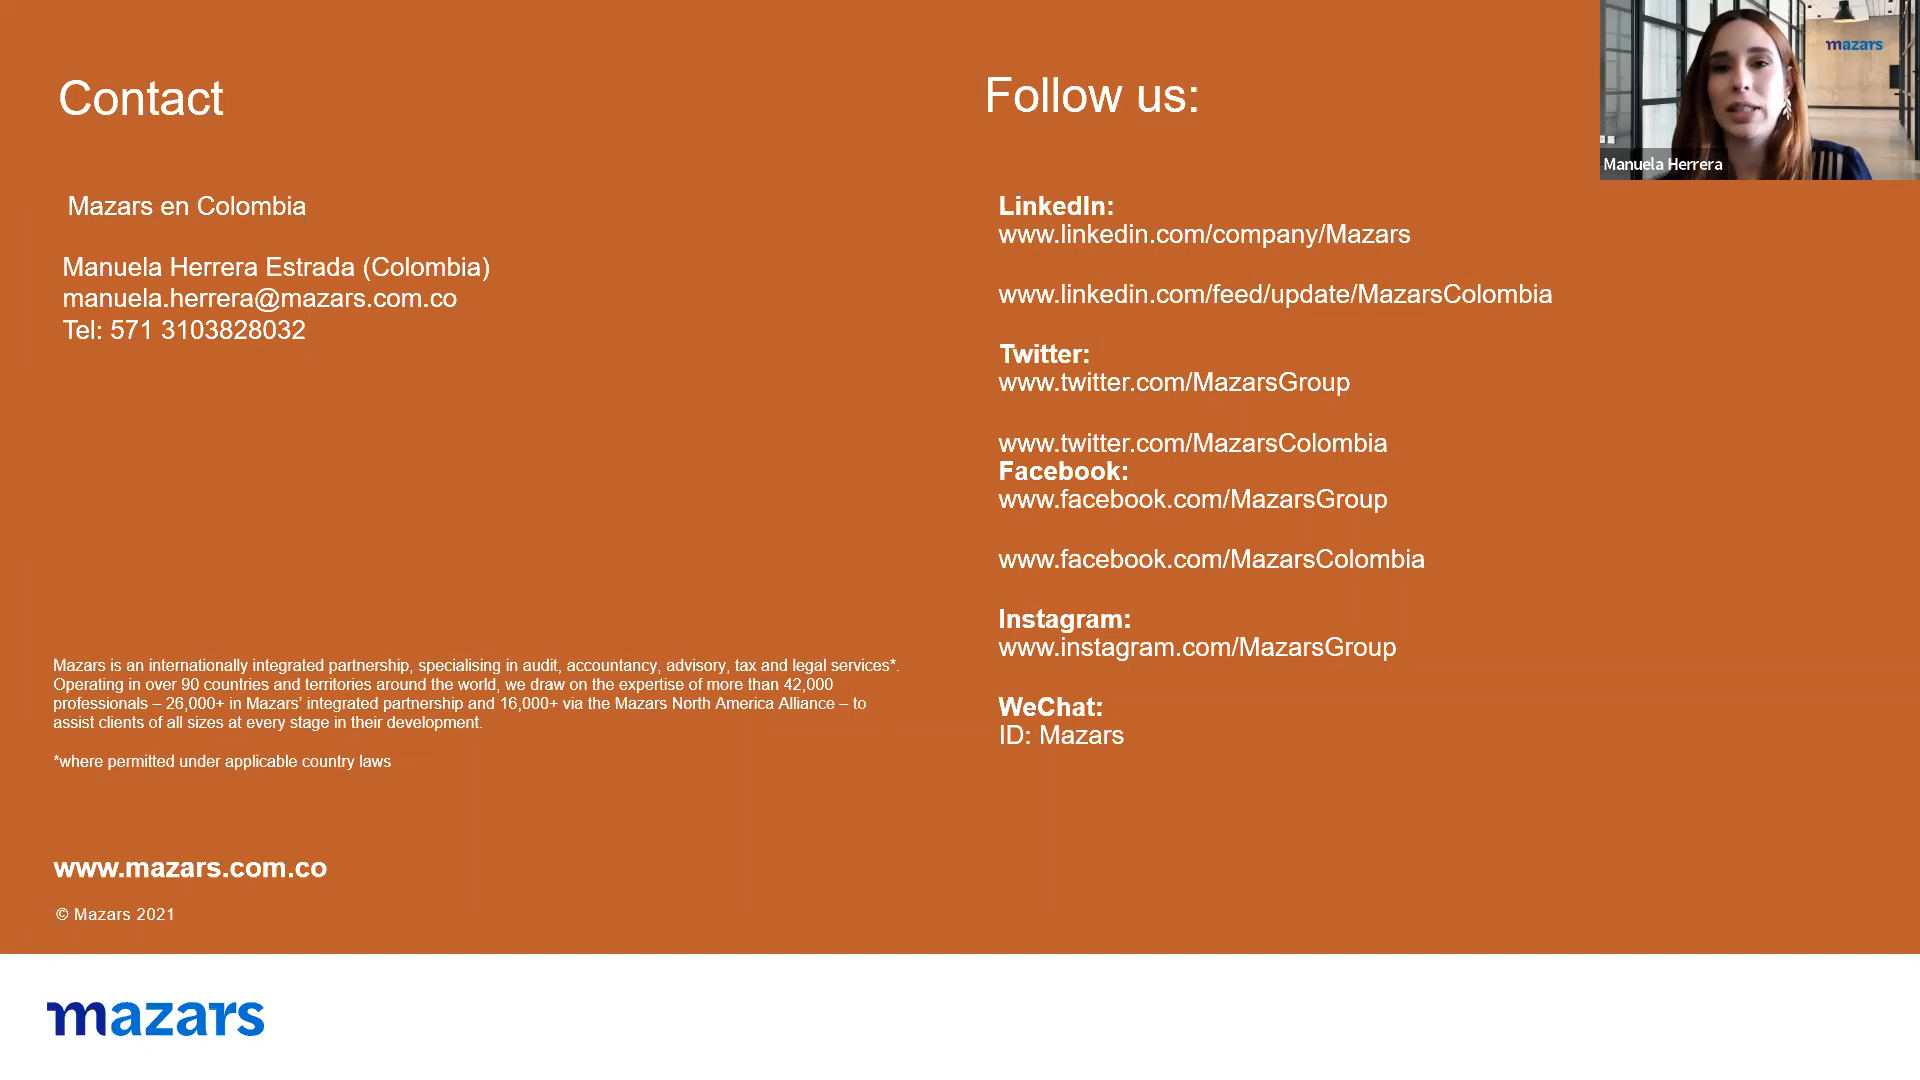 Contact
Mazars en Colombia
Manuela Herrera Estrada (Colombia)
manuela.herrera@mazars.com.co
Tel: 571 3103828032
Mazars is an internationally integrated partnership, specialising in audit, accountancy, advisory, tax and legal services*.
Operating in over 90 countries and territories around the world, we draw on the expertise of more than 42,000
professionals – 26,000+ in Mazars’ integrated partnership and 16,000+ via the Mazars North America Alliance – to
assist clients of all sizes at every stage in their development.
*where permitted under applicable country laws
www.mazars.com.co
© Mazars 2021
mazars
Follow us:
LinkedIn:
www.linkedin.com/company/Mazars
www.linkedin.com/feed/update/MazarsColombia
Twitter:
www.twitter.com/MazarsGroup
www.twitter.com/MazarsColombia
Facebook:
www.facebook.com/MazarsGroup
www.facebook.com/MazarsColombia
Instagram:
www.instagram.com/MazarsGroup
WeChat:
ID: Mazars
mazars
Manuela Herrera